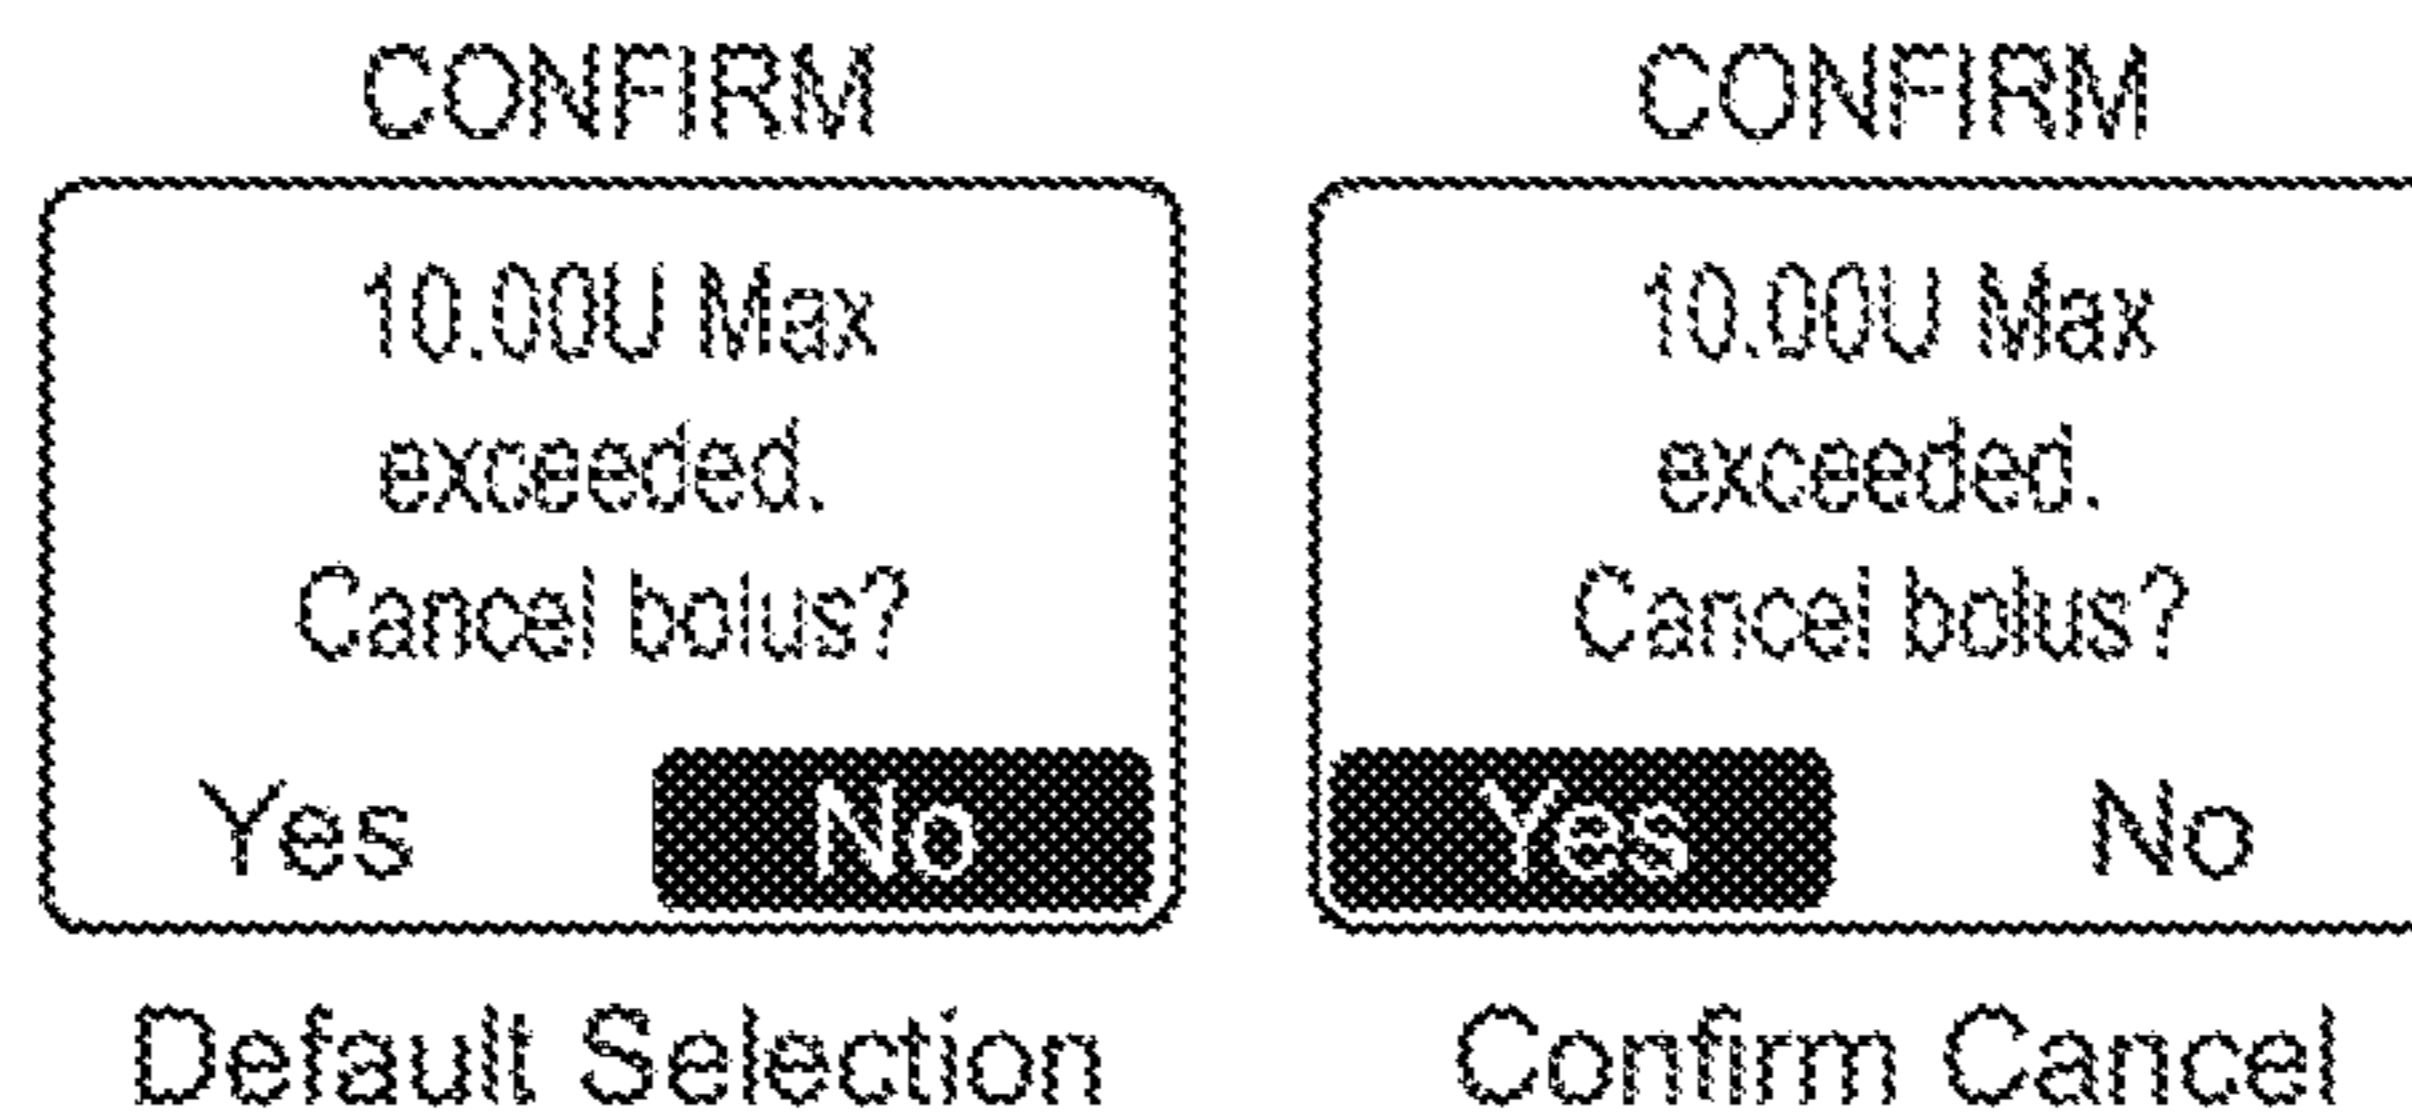 CONFIRM
10.00U Max
exceeded.
Cancel bolus?
Yes No
Default Selection
CONFIRM
10.00U Max
exceeded.
Cancel bolus?
Yes No
Confirm Cancel